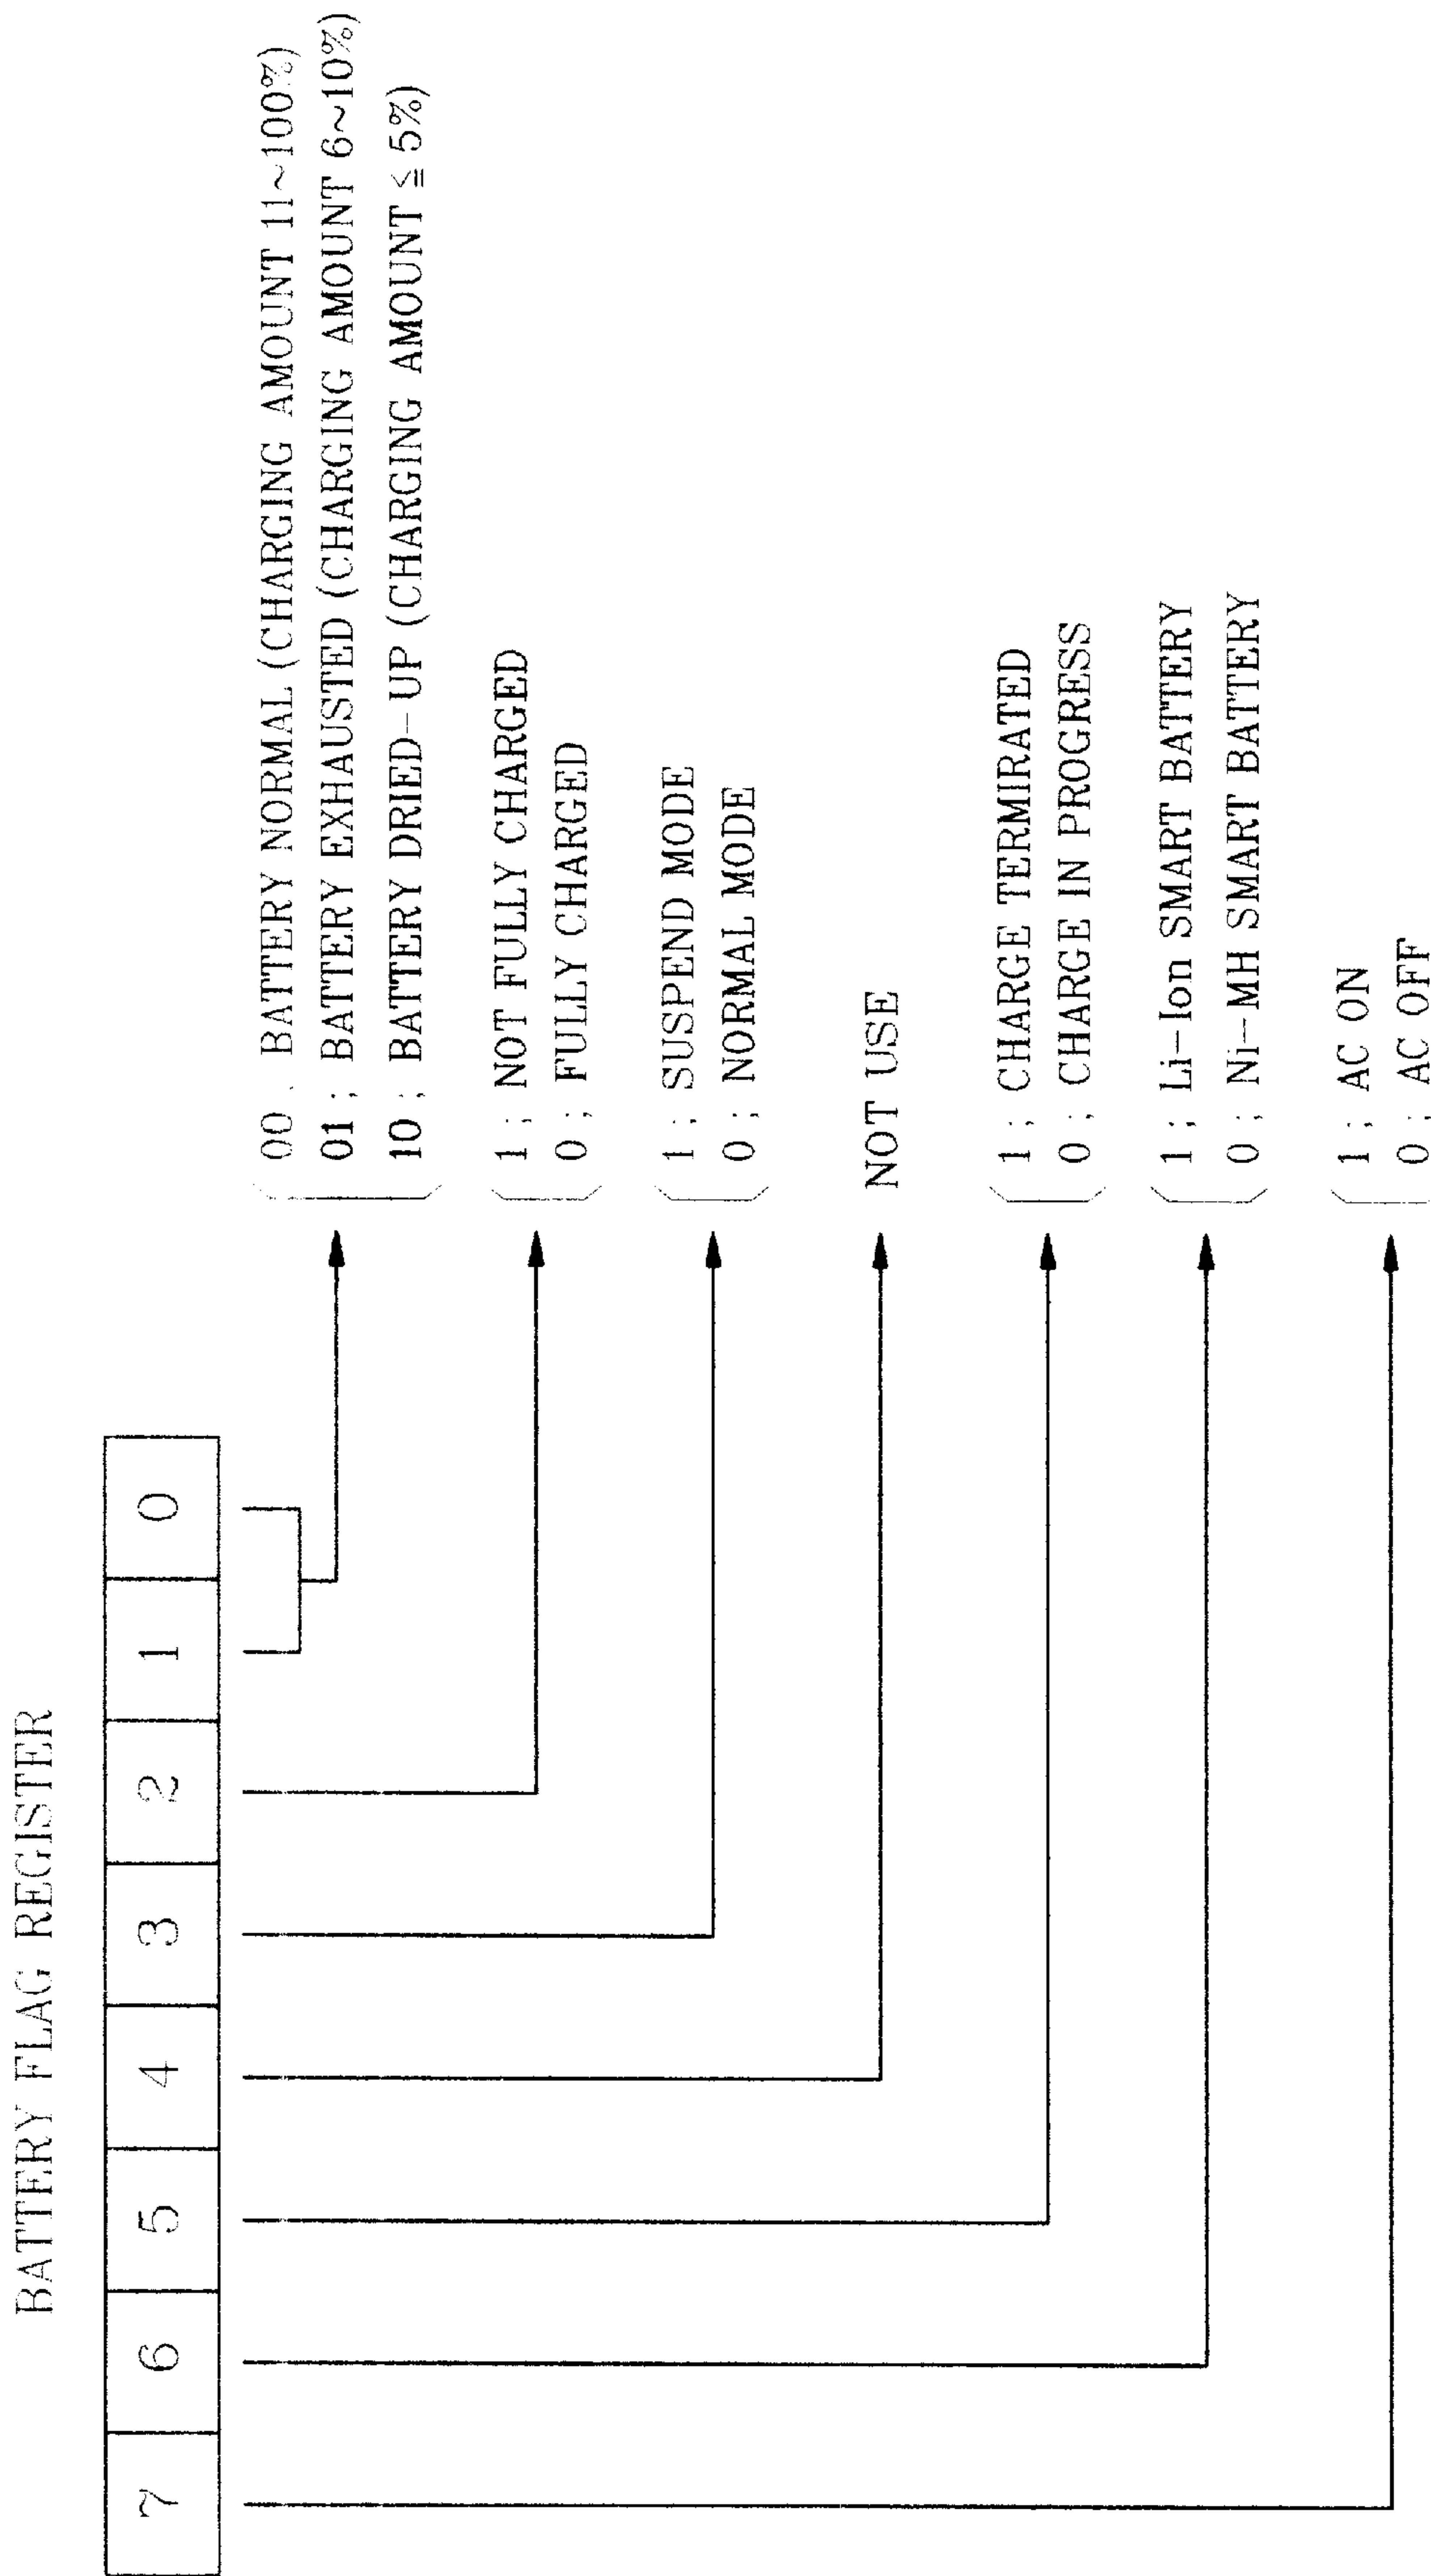 BATTERY FLAG REGISTER
7 6 5 4 3 2 1 0
00 ; BATTERY NORMAL (CHARGING AMOUNT 11~100%)
01 ; BATTERY EXHAUSTED (CHARGING AMOUNT 6~10%)
10 ; BATTERY DRIED-UP (CHARGING AMOUNT ≦ 5%)
1 ; NOT FULLY CHARGED
0 ; FULLY CHARGED
1 ; SUSPEND MODE
0 ; NORMAL MODE
NOT USE
1 ; CHARGE TERMIRATED
0 ; CHARGE IN PROGRESS
1 ; Li-Ion SMART BATTERY
0 ; Ni-MH SMART BATTERY
1 ; AC ON
0 ; AC OFF